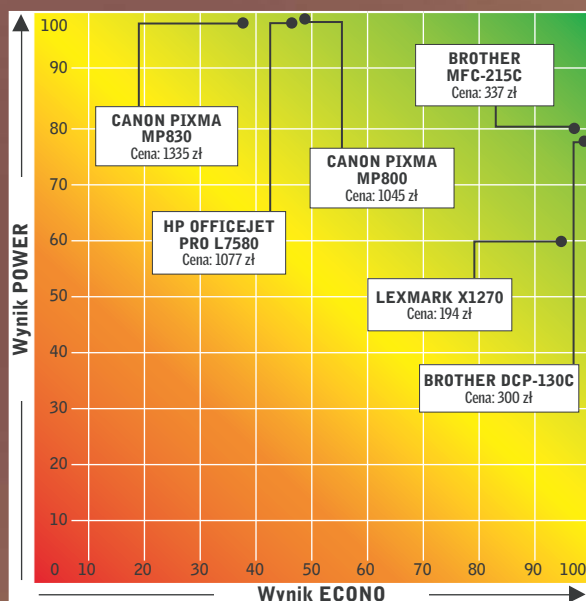 Wynik POWER
100
90
80
70
60
50
40
30
20
10
CANON PIXMA
MP830
Cena: 1335 zł
HP OFFICEJET
PRO L7580
Cena: 1077 zł
CANON PIXMA
MP800
Cena: 1045 zł
BROTHER
MFC-215C
Cena: 337 zł
LEXMARK X1270
Cena: 194 zł
BROTHER DCP-130C
Cena: 300 zł
0 10 20 30 40 50 60 70 80 90 100
Wynik ECONO